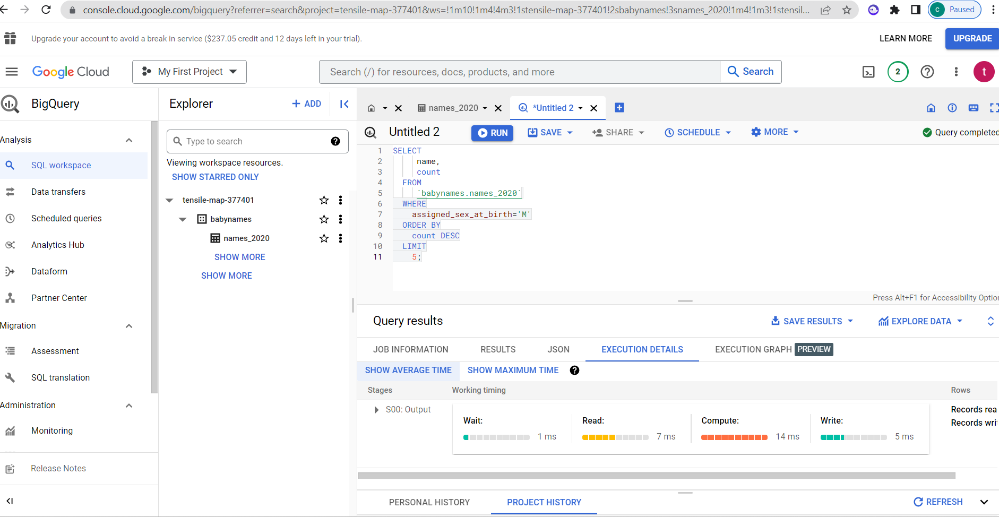 console.cloud.google.com/bigquery?referrer=search&project=tensile-map-377401&ws=!1m10!1m4!4m3!1stensile-map-377401!2sbabynames!3snames_2020!1m4!1m3!1stensil...
C
Paused
Upgrade your account to avoid a break in service ($237.05 credit and 12 days left in your trial).
LEARN MORE
UPGRADE
Google Cloud
My First Project
Search (/) for resources, docs, products, and more
Search
2
t
BigQuery
Analysis
SQL workspace
Data transfers
Scheduled queries
Analytics Hub
Dataform
Partner Center
Migration
Assessment
SQL translation
Administration
Monitoring
Release Notes
Explorer
+ ADD
Type to search
Viewing workspace resources.
SHOW STARRED ONLY
tensile-map-377401
babynames
names_2020
SHOW MORE
SHOW MORE
names_2020
*Untitled 2
Untitled 2
RUN
SAVE
SHARE
SCHEDULE
MORE
Query completed
1 SELECT
2 name,
3 count
4 FROM
5 `babynames.names_2020`
6 WHERE
7 assigned_sex_at_birth='M'
8 ORDER BY
9 count DESC
10 LIMIT
11 5;
Press Alt+F1 for Accessibility Optio
Query results
SAVE RESULTS
EXPLORE DATA
JOB INFORMATION
RESULTS
JSON
EXECUTION DETAILS
EXECUTION GRAPH PREVIEW
SHOW AVERAGE TIME
SHOW MAXIMUM TIME
Stages
Working timing
Rows
S00: Output
Wait:
1 ms
Read:
7 ms
Compute:
14 ms
Write:
5 ms
Records rea
Records wri
PERSONAL HISTORY
PROJECT HISTORY
REFRESH